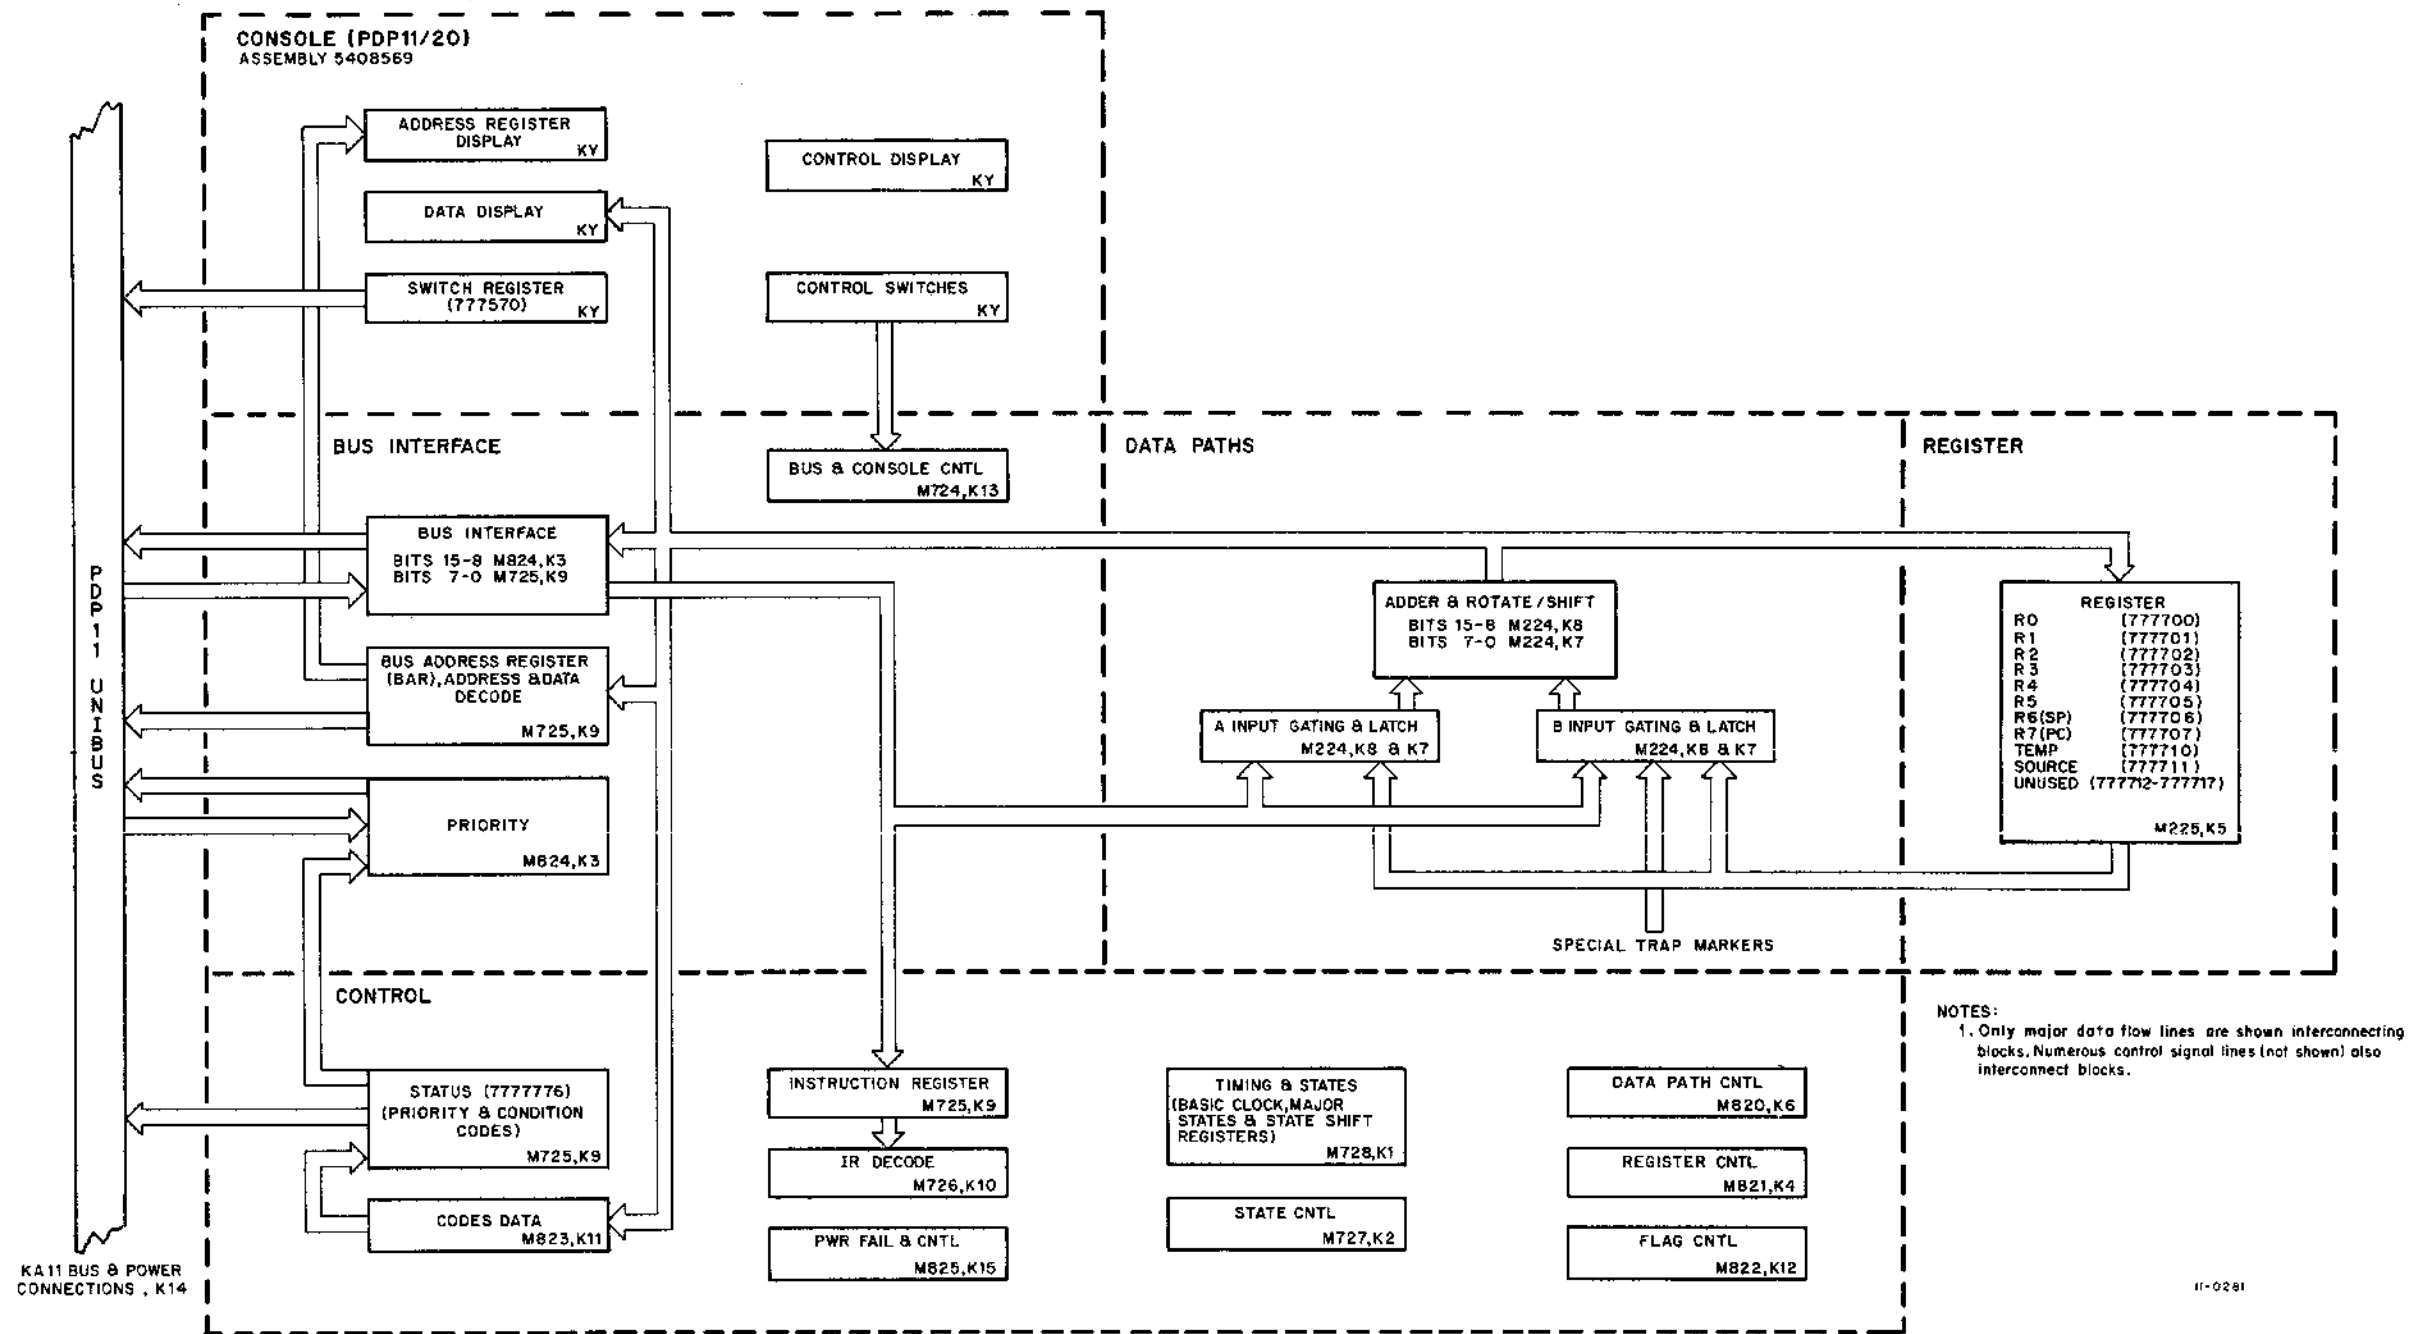 CONSOLE (PDP11/20)
ASSEMBLY 5408569
ADDRESS REGISTER
DISPLAY
KY
CONTROL DISPLAY
KY
DATA DISPLAY
KY
SWITCH REGISTER
(777570)
KY
CONTROL SWITCHES
KY
BUS INTERFACE
BUS & CONSOLE CNTL
M724,K13
DATA PATHS
REGISTER
PDP11 UNIBUS
BUS INTERFACE
BITS 15-8 M824,K3
BITS 7-0 M725,K9
BUS ADDRESS REGISTER
(BAR),ADDRESS &DATA
DECODE
M725,K9
PRIORITY
M824,K3
ADDER & ROTATE/SHIFT
BITS 15-8 M224,K8
BITS 7-0 M224,K7
A INPUT GATING & LATCH
M224,K8 & K7
B INPUT GATING & LATCH
M224,K8 & K7
SPECIAL TRAP MARKERS
REGISTER
R0 (777700)
R1 (777701)
R2 (777702)
R3 (777703)
R4 (777704)
R5 (777705)
R6(SP) (777706)
R7(PC) (777707)
TEMP (777710)
SOURCE (777711)
UNUSED (777712-777717)
M225,K5
CONTROL
STATUS (7777776)
(PRIORITY & CONDITION
CODES)
M725,K9
CODES DATA
M823,K11
INSTRUCTION REGISTER
M725,K9
IR DECODE
M726,K10
PWR FAIL & CNTL
M825,K15
TIMING & STATES
(BASIC CLOCK,MAJOR
STATES & STATE SHIFT
REGISTERS)
M728,K1
STATE CNTL
M727,K2
DATA PATH CNTL
M820,K6
REGISTER CNTL
M821,K4
FLAG CNTL
M822,K12
NOTES:
1. Only major data flow lines are shown interconnecting
blocks. Numerous control signal lines (not shown) also
interconnect blocks.
KA11 BUS & POWER
CONNECTIONS , K14
11-0281